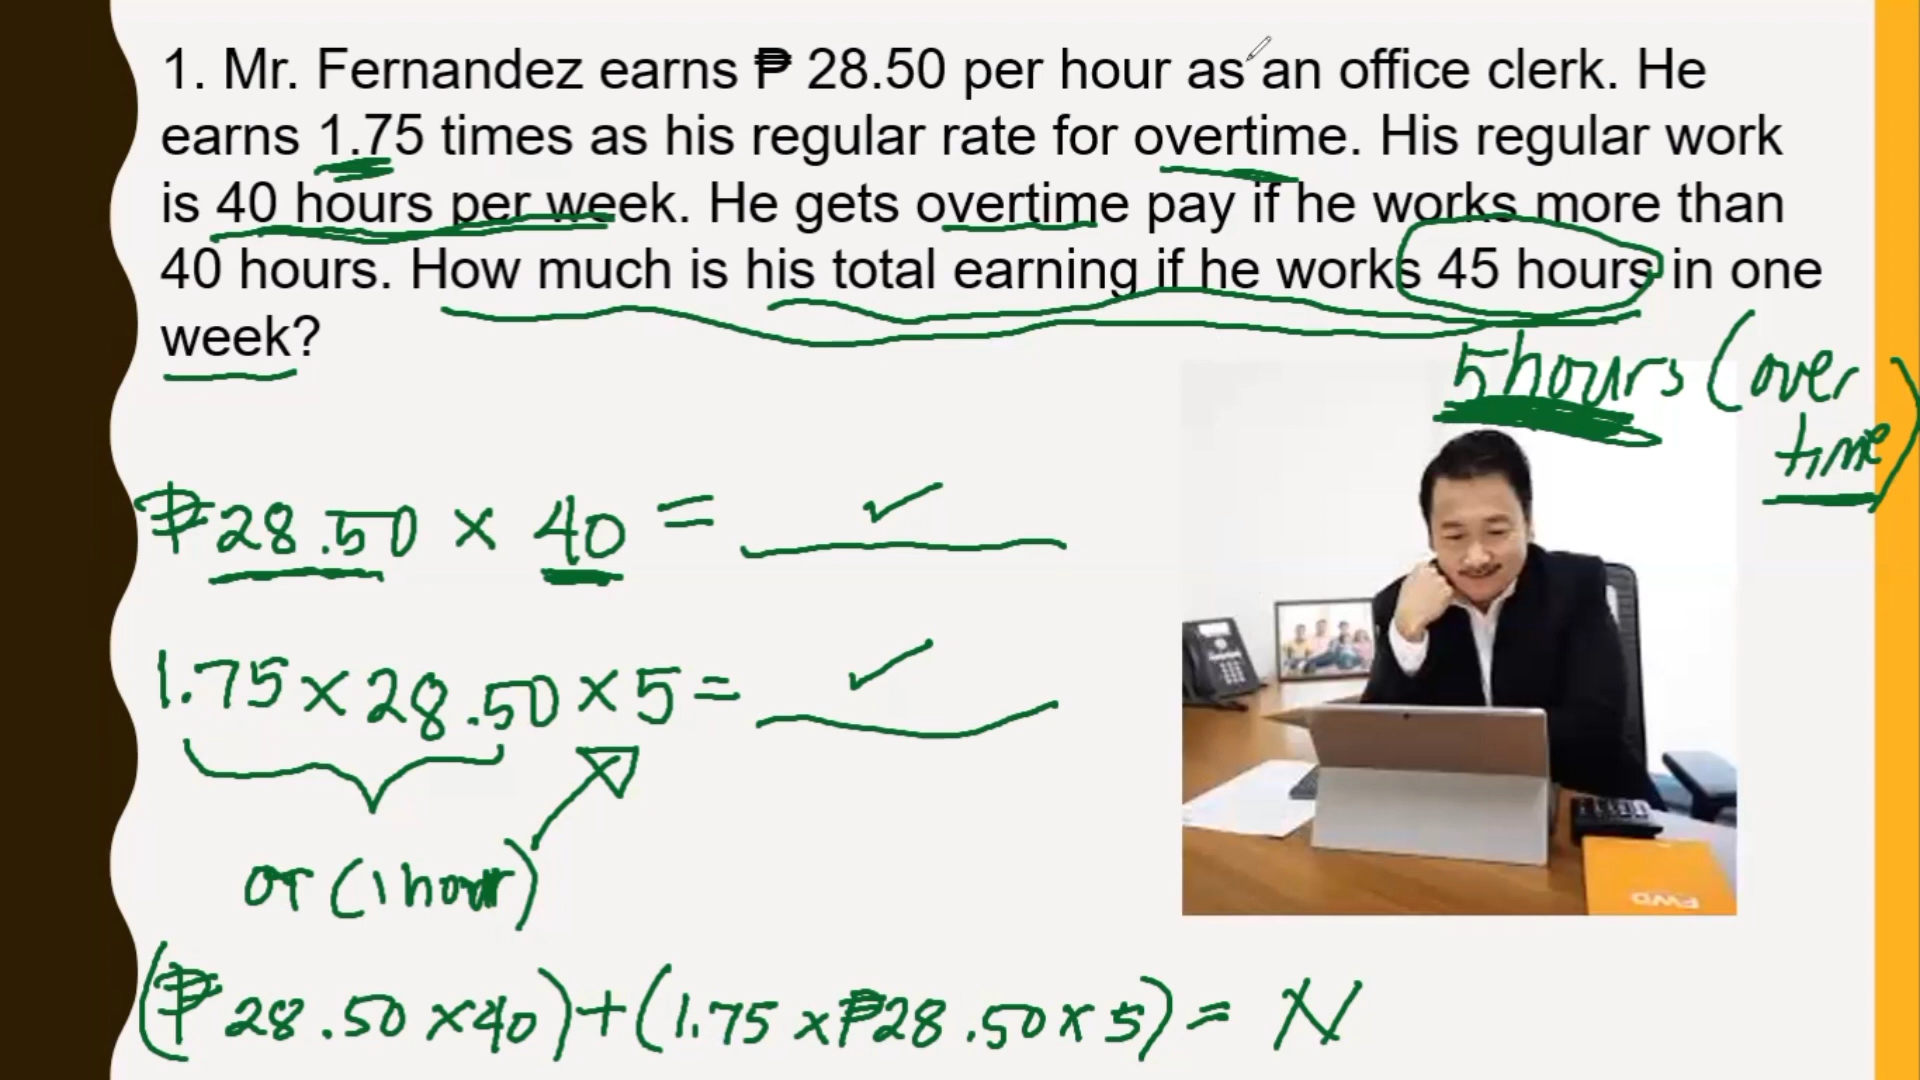 1. Mr. Fernandez earns ₱ 28.50 per hour as an office clerk. He
earns 1.75 times as his regular rate for overtime. His regular work
is 40 hours per week. He gets overtime pay if he works more than
40 hours. How much is his total earning if he works 45 hours in one
week?
5 hours (over
time)
₱28.50 x 40 =
1.75 x 28.50 x 5 =
OT (1 hour)
(₱28.50 x 40) + (1.75 x ₱28.50 x 5) = N
FWD